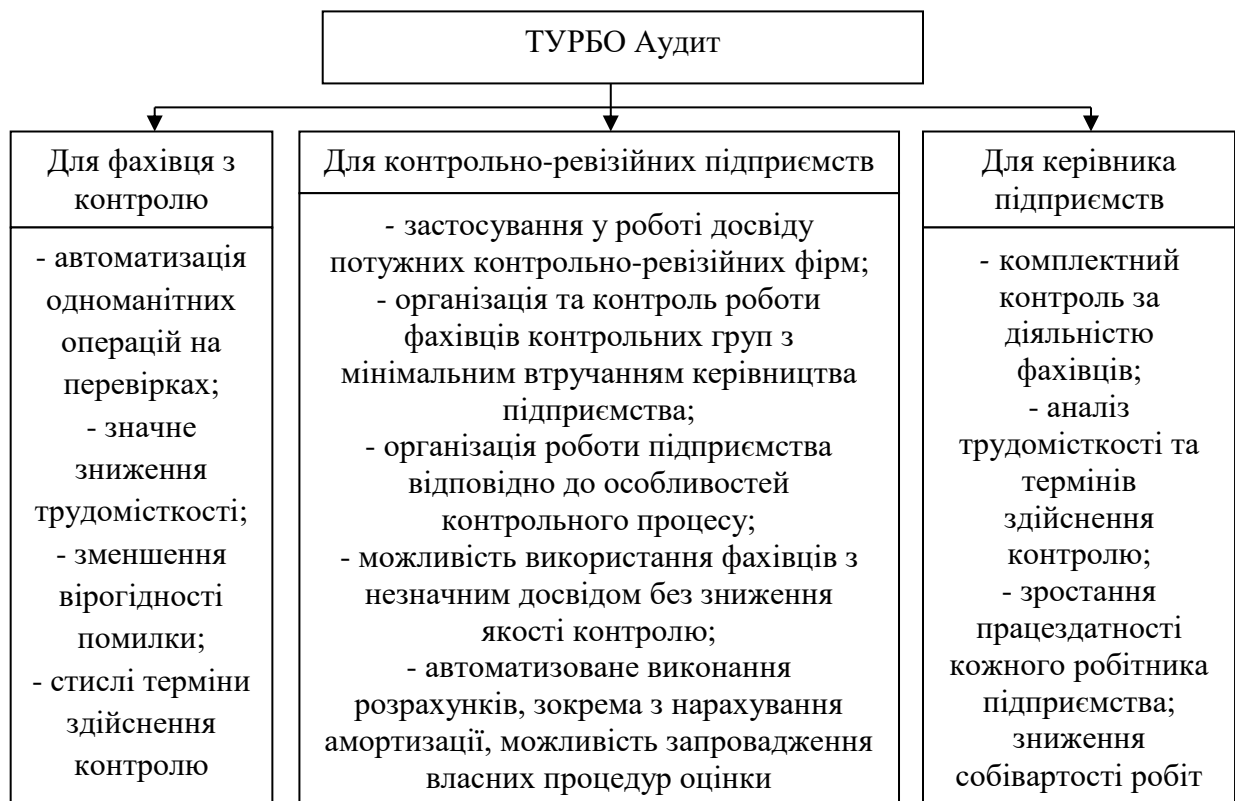 ТУРБО Аудит
Для фахівця з
контролю
- автоматизація
одноманітних
операцій на
перевірках;
- значне
зниження
трудомісткості;
- зменшення
вірогідності
помилки;
- стислі терміни
здійснення
контролю
Для контрольно-ревізійних підприємств
- застосування у роботі досвіду
потужних контрольно-ревізійних фірм;
- організація та контроль роботи
фахівців контрольних груп з
мінімальним втручанням керівництва
підприємства;
- організація роботи підприємства
відповідно до особливостей
контрольного процесу;
- можливість використання фахівців з
незначним досвідом без зниження
якості контролю;
- автоматизоване виконання
розрахунків, зокрема з нарахування
амортизації, можливість запровадження
власних процедур оцінки
Для керівника
підприємств
- комплектний
контроль за
діяльністю
фахівців;
- аналіз
трудомісткості та
термінів
здійснення
контролю;
- зростання
працездатності
кожного робітника
підприємства;
зниження
собівартості робіт